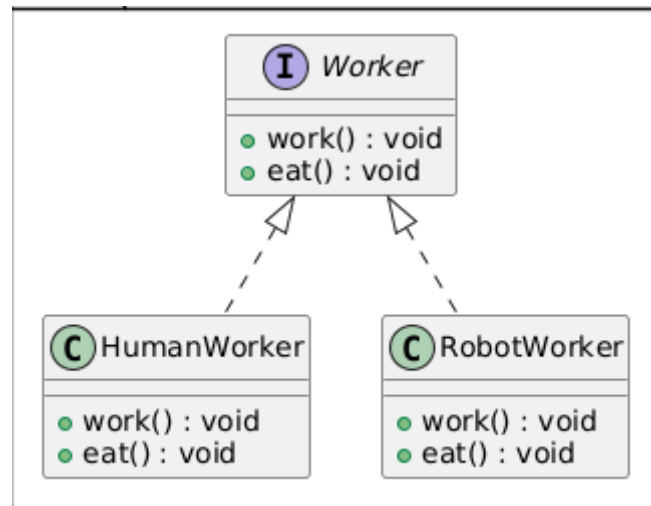 I Worker
work() : void
eat() : void
C HumanWorker
work() : void
eat() : void
C RobotWorker
work() : void
eat() : void